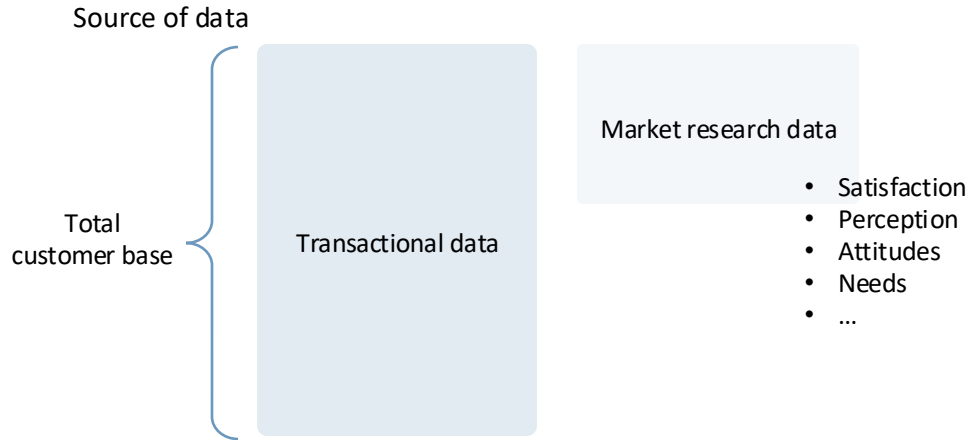 Source of data
Market research data
• Satisfaction
• Perception
• Attitudes
• Needs
• ...
Total
customer base
Transactional data